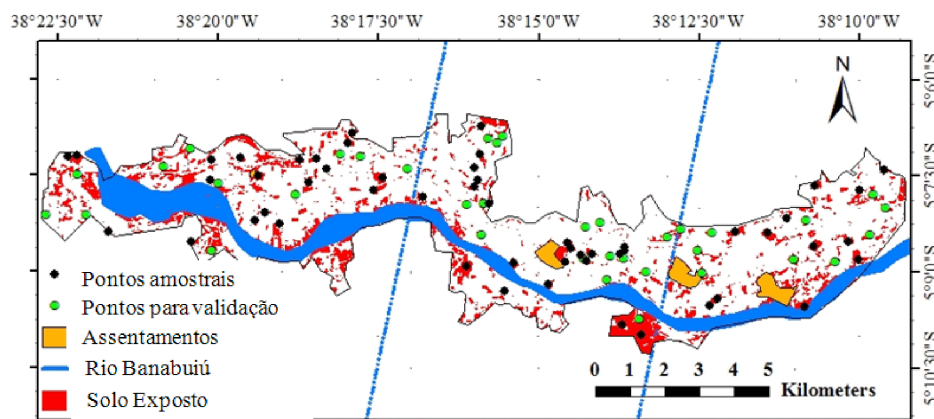 38°22'30"W 38°20'0"W 38°17'30"W 38°15'0"W 38°12'30"W 38°10'0"W
N
5°6'0"S
5°7'30"S
5°9'0"S
5°10'30"S
Pontos amostrais
Pontos para validação
Assentamentos
Rio Banabuiú
Solo Exposto
0 1 2 3 4 5
Kilometers